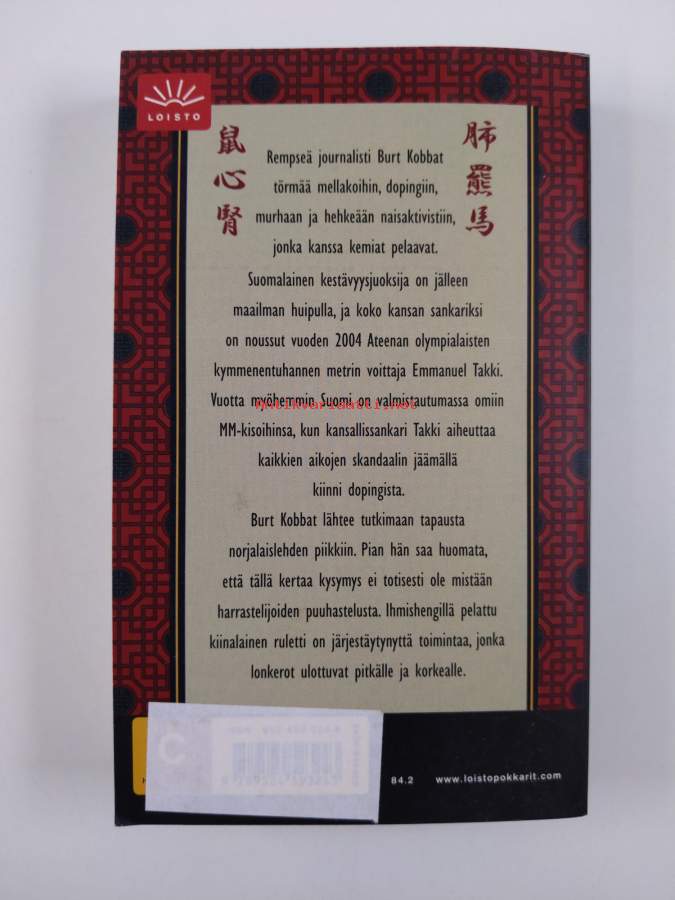 LOISTO
鼠心腎
肺羆馬
Rempseä journalisti Burt Kobbat
törmää mellakoihin, dopingiin,
murhaan ja hehkeään naisaktivistiin,
jonka kanssa kemiat pelaavat.
Suomalainen kestävyysjuoksija on jälleen
maailman huipulla, ja koko kansan sankariksi
on noussut vuoden 2004 Ateenan olympialaisten
kymmenentuhannen metrin voittaja Emmanuel Takki.
Vuotta myöhemmin Suomi on valmistautumassa omiin
Antikvariaatti.net
MM-kisoihinsa, kun kansallissankari Takki aiheuttaa
kaikkien aikojen skandaalin jäämällä
kiinni dopingista.
Burt Kobbat lähtee tutkimaan tapausta
norjalaislehden piikkiin. Pian hän saa huomata,
että tällä kertaa kysymys ei totisesti ole mistään
harrastelijoiden puuhastelusta. Ihmishengillä pelattu
kiinalainen ruletti on järjestäytynyttä toimintaa, jonka
lonkerot ulottuvat pitkälle ja korkealle.
84.2 www.loistopokkarit.com